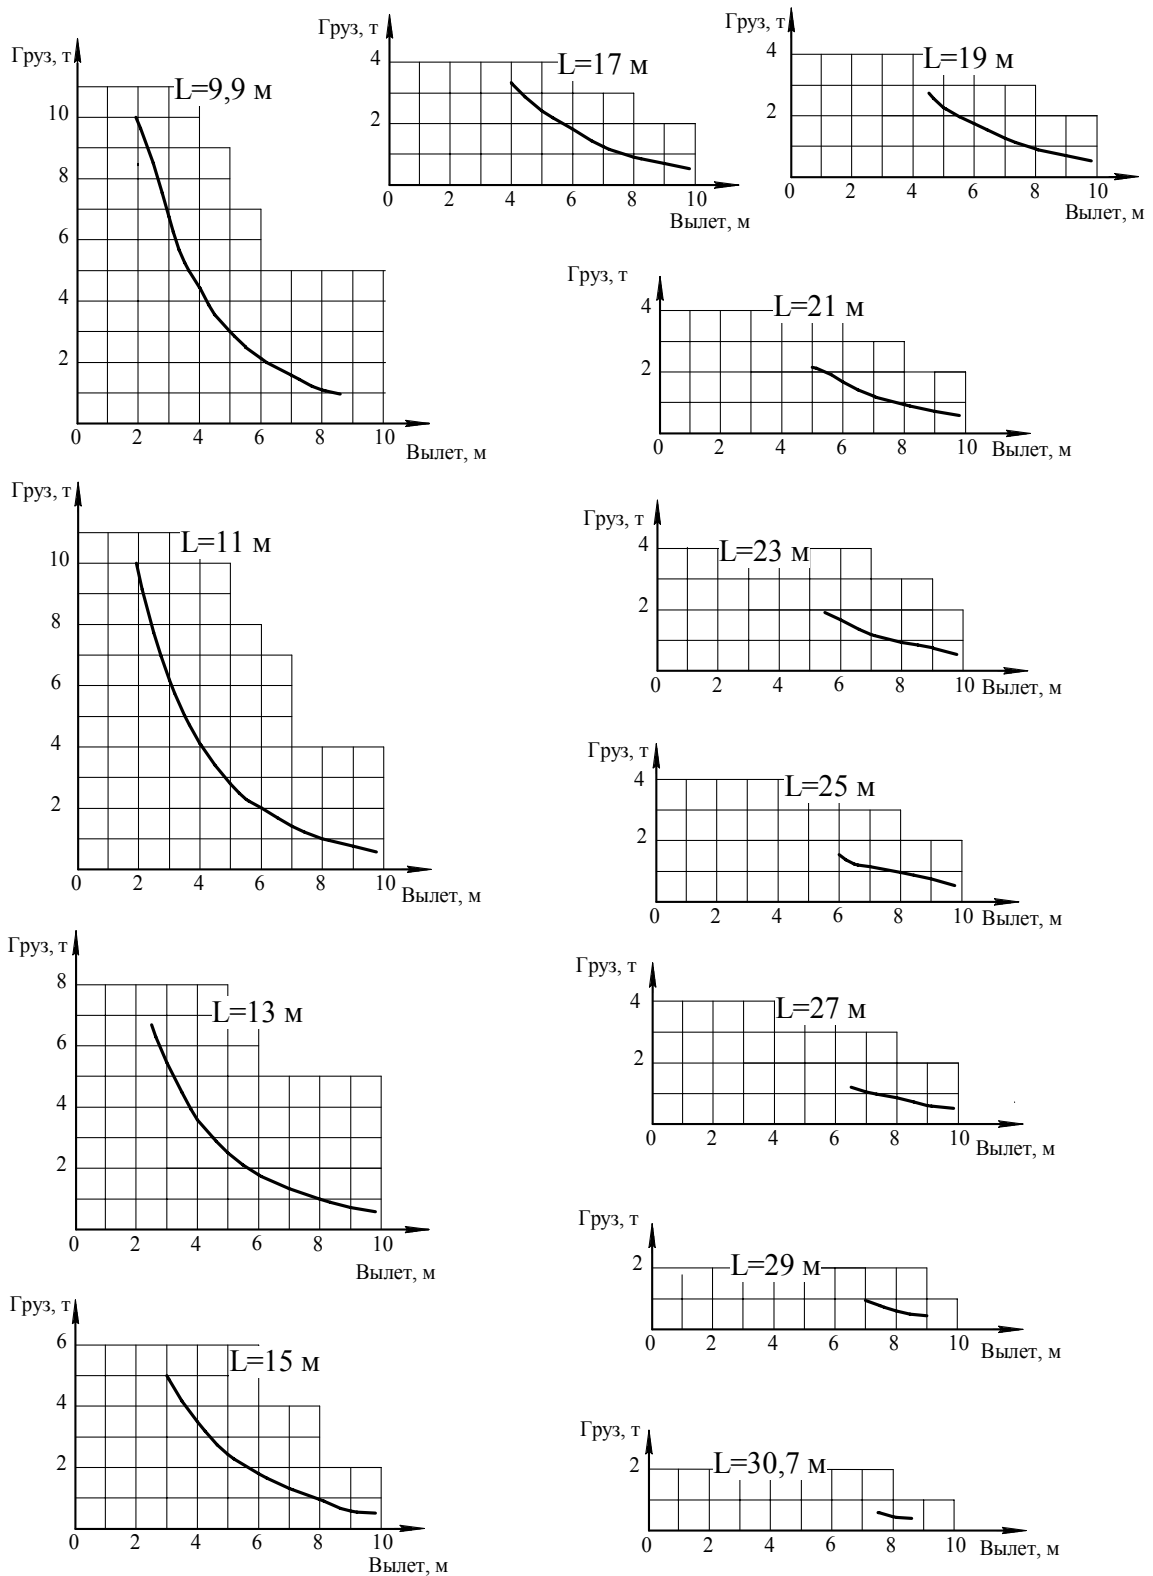 Груз, т
L=9,9 м
10
8
6
4
2
0 2 4 6 8 10
Вылет, м
Груз, т
L=17 м
4
2
0 2 4 6 8 10
Вылет, м
Груз, т
L=19 м
4
2
0 2 4 6 8 10
Вылет, м
Груз, т
L=21 м
4
2
0 2 4 6 8 10
Вылет, м
Груз, т
L=11 м
10
8
6
4
2
0 2 4 6 8 10
Вылет, м
Груз, т
L=23 м
4
2
0 2 4 6 8 10 Вылет, м
Груз, т
L=25 м
4
2
0 2 4 6 8 10 Вылет, м
Груз, т
L=13 м
8
6
4
2
0 2 4 6 8 10
Вылет, м
Груз, т
L=27 м
4
2
0 2 4 6 8 10 Вылет, м
Груз, т
L=29 м
2
0 2 4 6 8 10 Вылет, м
Груз, т
L=15 м
6
4
2
0 2 4 6 8 10
Вылет, м
Груз, т
L=30,7 м
2
0 2 4 6 8 10 Вылет, м